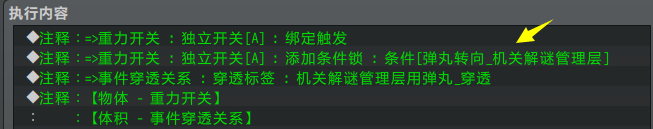 执行内容
◆注释：=>重力开关 : 独立开关[A] : 绑定触发
◆注释：=>重力开关 : 独立开关[A] : 添加条件锁 : 条件[弹丸转向_机关解谜管理层]
◆注释：=>事件穿透关系 : 穿透标签 : 机关解谜管理层用弹丸_穿透
◆注释：【物体 - 重力开关】
：　　：【体积 - 事件穿透关系】